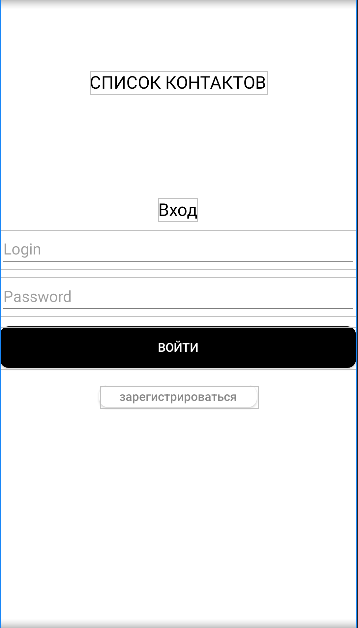 СПИСОК КОНТАКТОВ
Вход
Login
Password
ВОЙТИ
зарегистрироваться